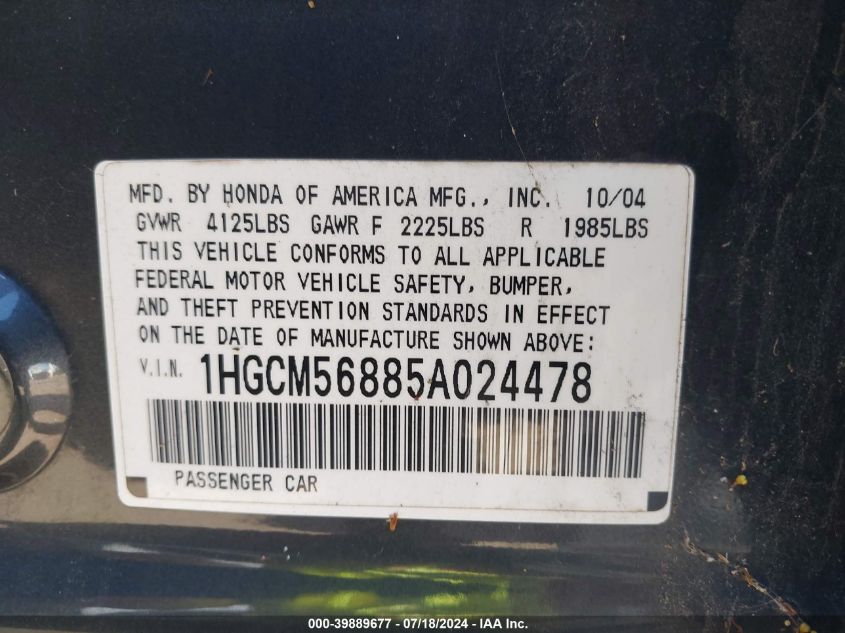 MFD. BY HONDA OF AMERICA MFG., INC. 10/04
GVWR 4125LBS GAWR F 2225LBS R 1985LBS
THIS VEHICLE CONFORMS TO ALL APPLICABLE
FEDERAL MOTOR VEHICLE SAFETY, BUMPER,
AND THEFT PREVENTION STANDARDS IN EFFECT
ON THE DATE OF MANUFACTURE SHOWN ABOVE:
V.I.N. 1HGCM56885A024478
PASSENGER CAR
000-39889677 - 07/18/2024 - IAA Inc.